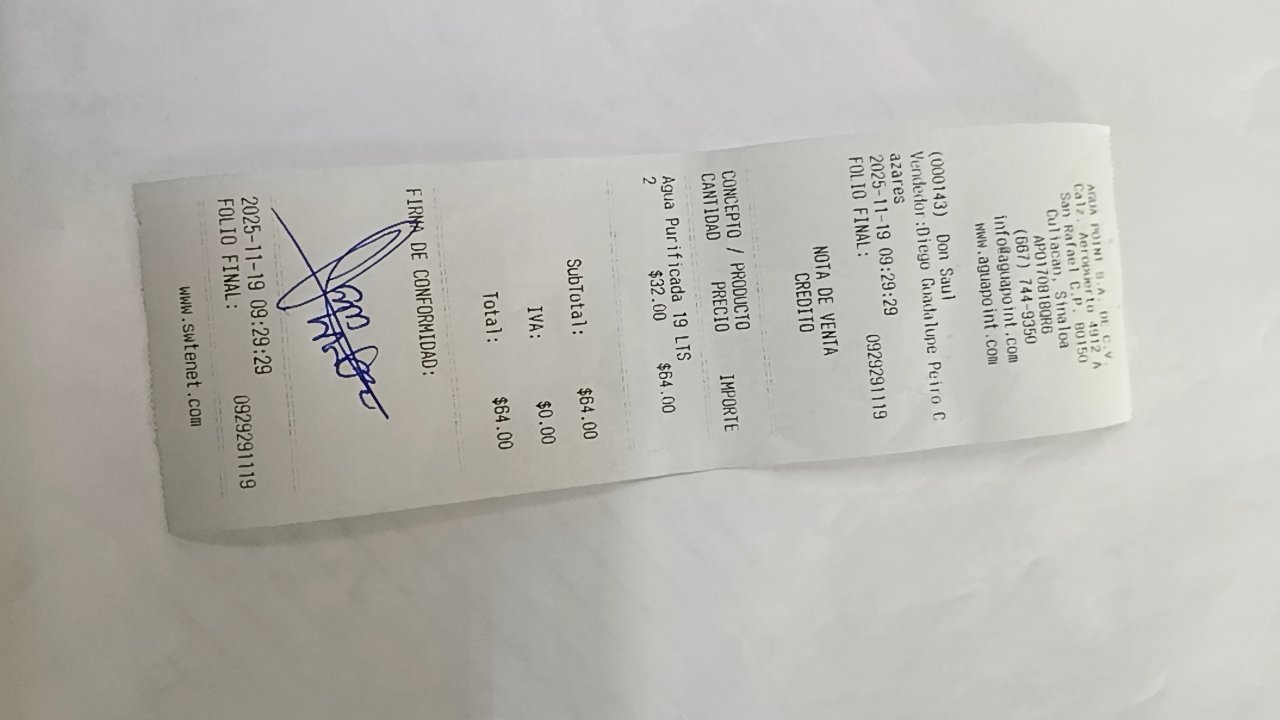 AGUA POINT S.A. DE C.V.
Calz. Aeropuerto 4912 A
San Rafael C.P. 80150
Culiacan, Sinaloa
APO170818QR6
(667) 744-9350
info@aguapoint.com
www.aguapoint.com
(000143) Don Saul
Vendedor:Diego Guadalupe Peiro C
azares
2025-11-19 09:29:29
FOLIO FINAL: 0929291119
NOTA DE VENTA
CREDITO
CONCEPTO / PRODUCTO
CANTIDAD PRECIO IMPORTE
Agua Purificada 19 LTS
2 $32.00 $64.00
SubTotal: $64.00
IVA: $0.00
Total: $64.00
FIRMA DE CONFORMIDAD:
2025-11-19 09:29:29
FOLIO FINAL: 0929291119
www.swtenet.com